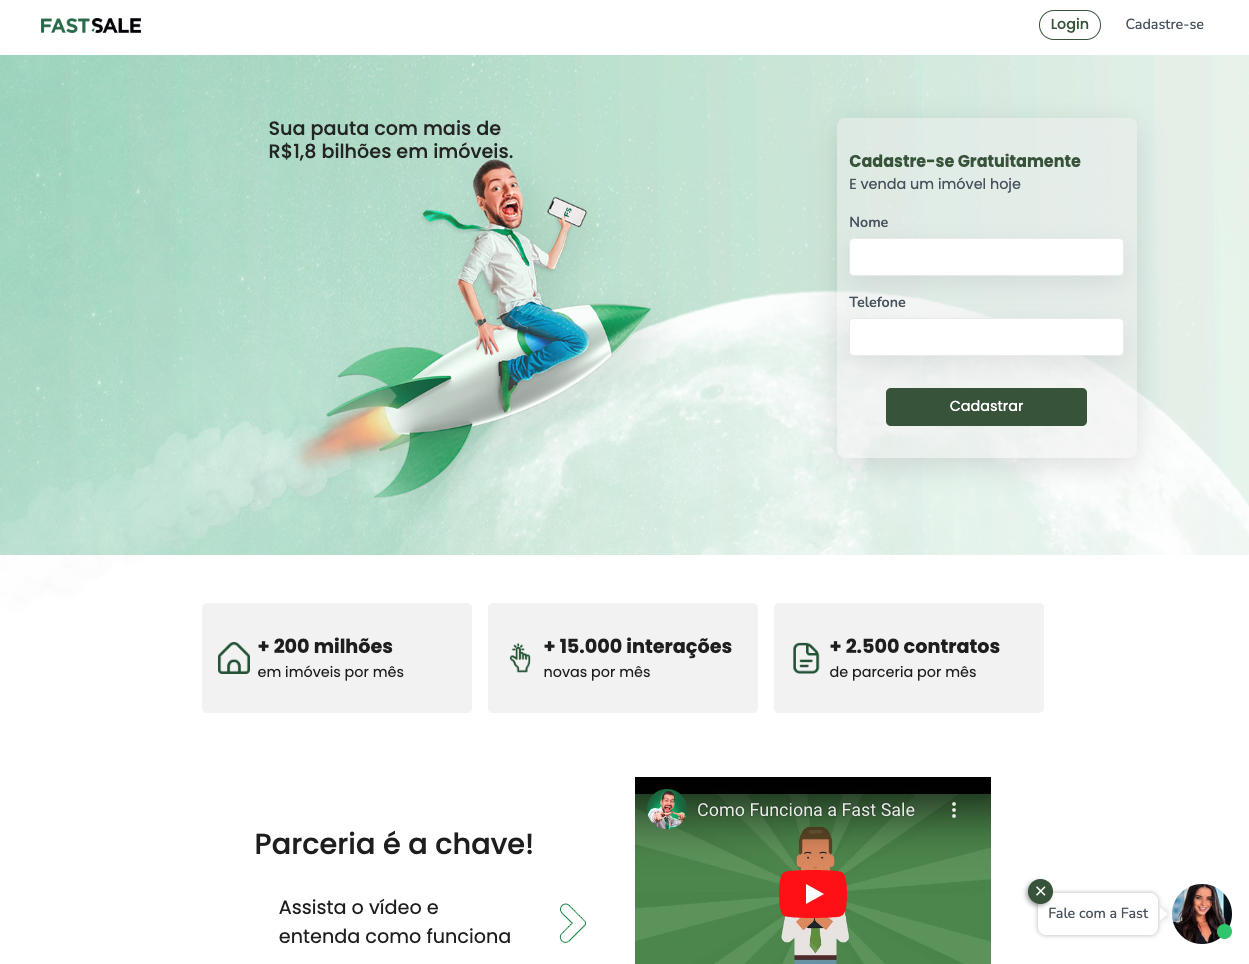 FASTSALE
Login
Cadastre-se
Sua pauta com mais de
R$1,8 bilhões em imóveis.
FS
Cadastre-se Gratuitamente
E venda um imóvel hoje
Nome
Telefone
Cadastrar
+ 200 milhões
em imóveis por mês
+ 15.000 interações
novas por mês
+ 2.500 contratos
de parceria por mês
Parceria é a chave!
Assista o vídeo e
entenda como funciona
Como Funciona a Fast Sale
Fale com a Fast